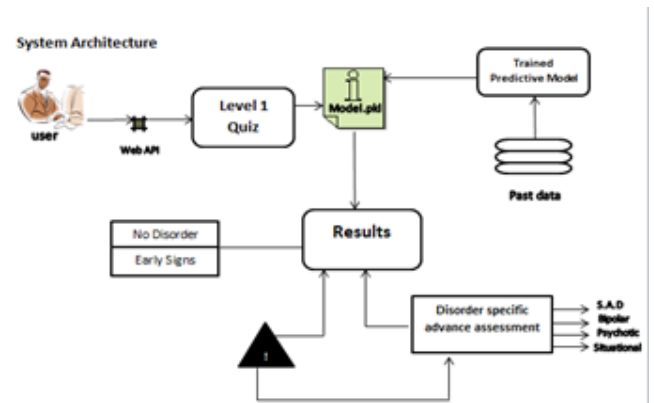 System Architecture
user
Web API
Level 1
Quiz
Model.pkl
Trained
Predictive Model
Past data
Results
No Disorder
Early Signs
!
Disorder specific
advance assessment
S.A.D
Bipolar
Psychotic
Situational